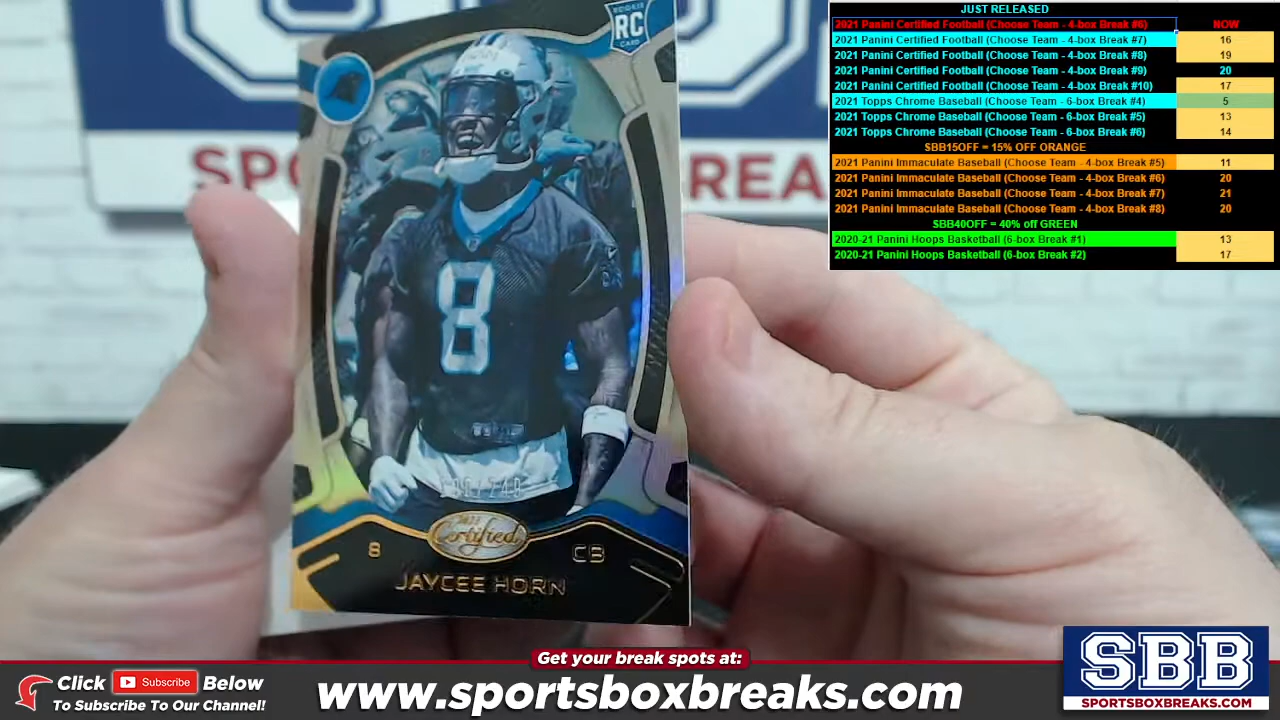 JUST RELEASED
2021 Panini Certified Football (Choose Team - 4-box Break #6) NOW
2021 Panini Certified Football (Choose Team - 4-box Break #7) 16
2021 Panini Certified Football (Choose Team - 4-box Break #8) 19
2021 Panini Certified Football (Choose Team - 4-box Break #9) 20
2021 Panini Certified Football (Choose Team - 4-box Break #10) 17
2021 Topps Chrome Baseball (Choose Team - 6-box Break #4) 5
2021 Topps Chrome Baseball (Choose Team - 6-box Break #5) 13
2021 Topps Chrome Baseball (Choose Team - 6-box Break #6) 14
SBB15OFF = 15% OFF ORANGE
2021 Panini Immaculate Baseball (Choose Team - 4-box Break #5) 11
2021 Panini Immaculate Baseball (Choose Team - 4-box Break #6) 20
2021 Panini Immaculate Baseball (Choose Team - 4-box Break #7) 21
2021 Panini Immaculate Baseball (Choose Team - 4-box Break #8) 20
SBB40OFF = 40% off GREEN
2020-21 Panini Hoops Basketball (6-box Break #1) 13
2020-21 Panini Hoops Basketball (6-box Break #2) 17
ROOKIE
RC
CARD
8
2021
Certified
8 CB
JAYCEE HORN
Get your break spots at:
Click Subscribe Below
To Subscribe To Our Channel!
www.sportsboxbreaks.com
SBB
SPORTSBOXBREAKS.COM